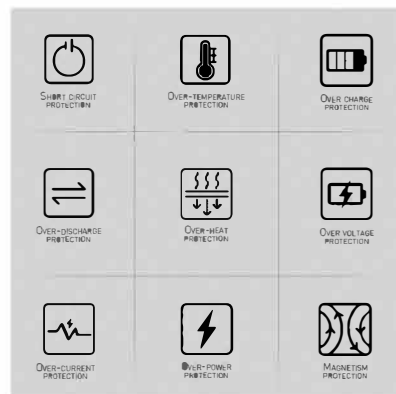 SHORT CIRCUIT
PROTECTION
OVER-TEMPERATURE
PROTECTION
OVER CHARGE
PROTECTION
OVER-DISCHARGE
PROTECTION
OVER-HEAT
PROTECTION
OVER VOLTAGE
PROTECTION
OVER-CURRENT
PROTECTION
OVER-POWER
PROTECTION
MAGNETISM
PROTECTION